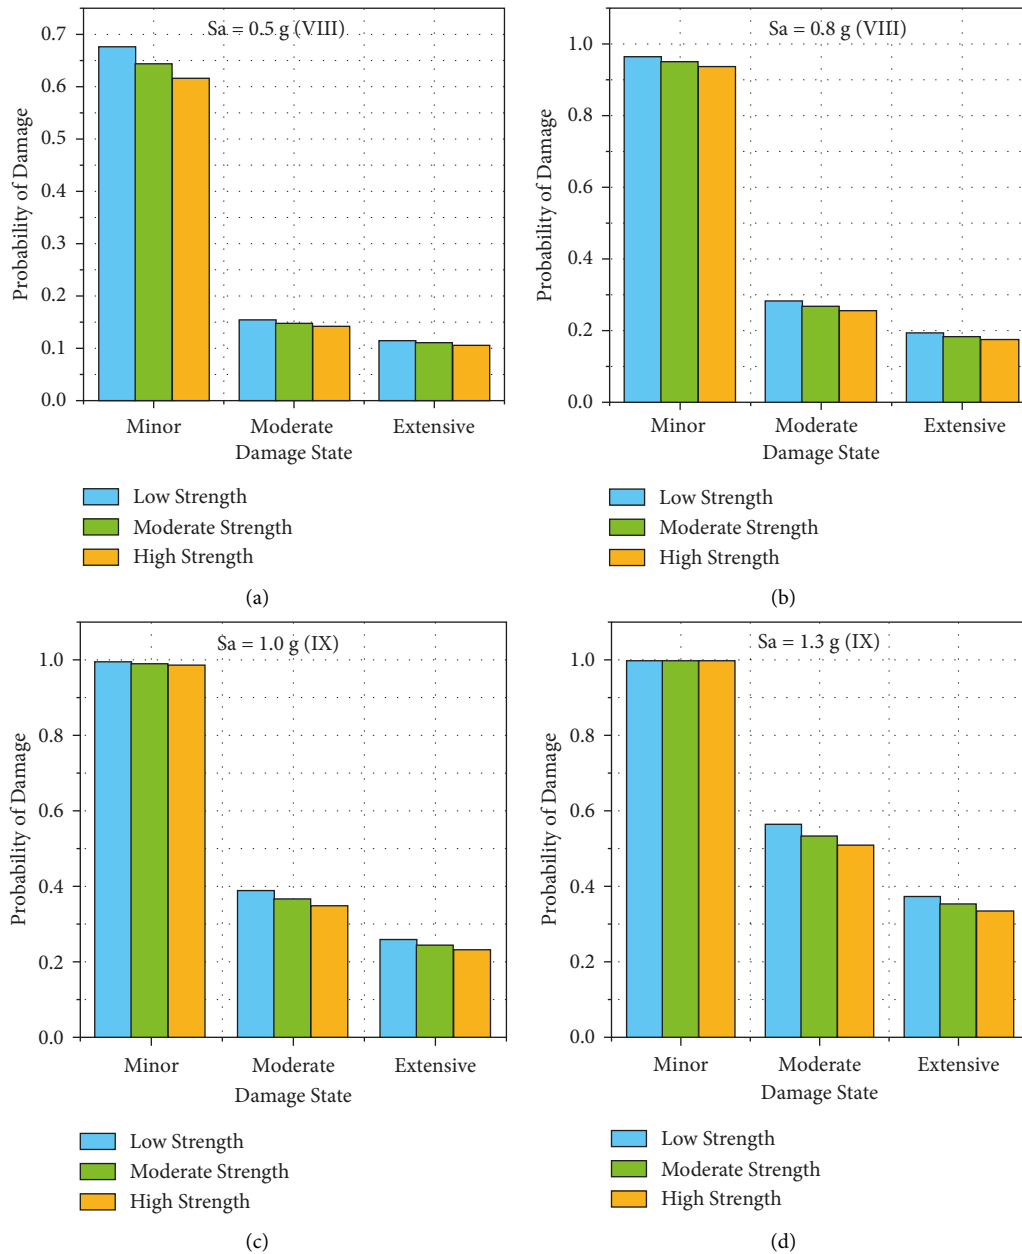 Sa = 0.5 g (VIII)
0.7
0.6
0.5
0.4
0.3
0.2
0.1
0.0
Probability of Damage
Minor Moderate Extensive
Damage State
Low Strength
Moderate Strength
High Strength
(a)
Sa = 0.8 g (VIII)
1.0
0.8
0.6
0.4
0.2
0.0
Probability of Damage
Minor Moderate Extensive
Damage State
Low Strength
Moderate Strength
High Strength
(b)
Sa = 1.0 g (IX)
1.0
0.8
0.6
0.4
0.2
0.0
Probability of Damage
Minor Moderate Extensive
Damage State
Low Strength
Moderate Strength
High Strength
(c)
Sa = 1.3 g (IX)
1.0
0.8
0.6
0.4
0.2
0.0
Probability of Damage
Minor Moderate Extensive
Damage State
Low Strength
Moderate Strength
High Strength
(d)